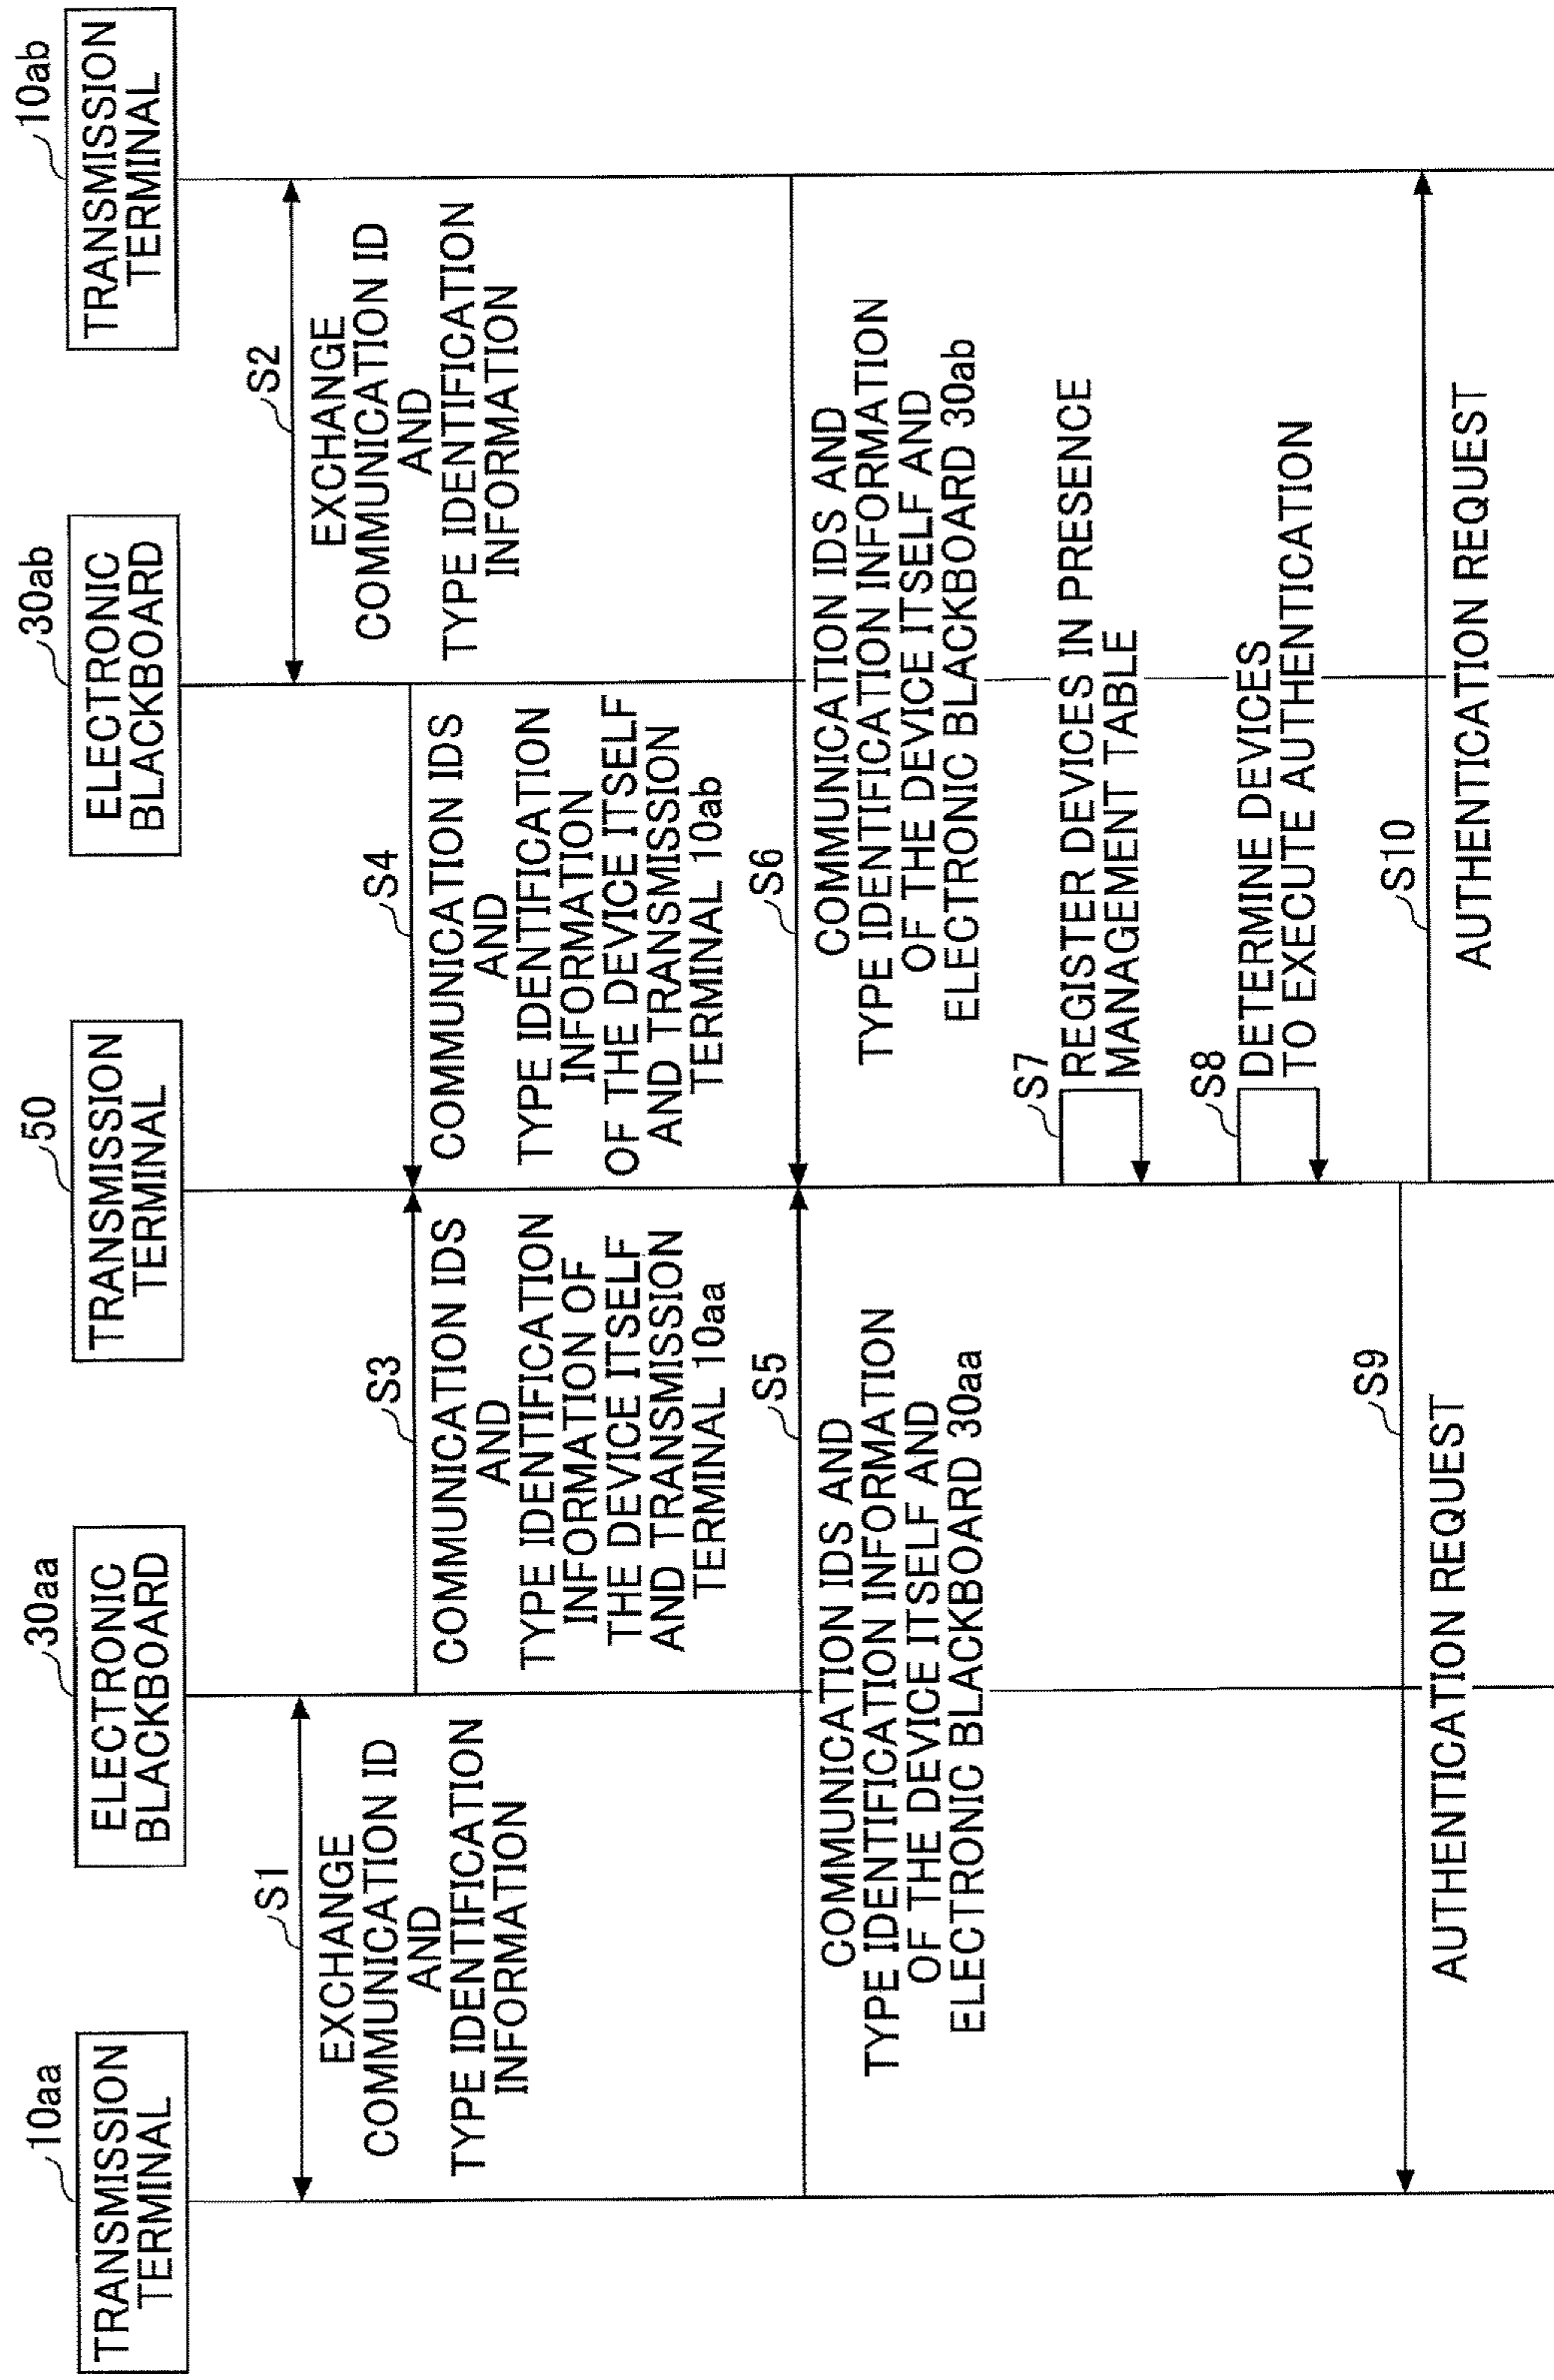 10aa
TRANSMISSION
TERMINAL
30aa
ELECTRONIC
BLACKBOARD
50
TRANSMISSION
TERMINAL
30ab
ELECTRONIC
BLACKBOARD
10ab
TRANSMISSION
TERMINAL
S1
EXCHANGE
COMMUNICATION ID
AND
TYPE IDENTIFICATION
INFORMATION
S2
EXCHANGE
COMMUNICATION ID
AND
TYPE IDENTIFICATION
INFORMATION
S3
COMMUNICATION IDS
AND
TYPE IDENTIFICATION
INFORMATION OF
THE DEVICE ITSELF
AND TRANSMISSION
TERMINAL 10aa
S4
COMMUNICATION IDS
AND
TYPE IDENTIFICATION
INFORMATION
OF THE DEVICE ITSELF
AND TRANSMISSION
TERMINAL 10ab
S5
COMMUNICATION IDS AND
TYPE IDENTIFICATION INFORMATION
OF THE DEVICE ITSELF AND
ELECTRONIC BLACKBOARD 30aa
S6
COMMUNICATION IDS AND
TYPE IDENTIFICATION INFORMATION
OF THE DEVICE ITSELF AND
ELECTRONIC BLACKBOARD 30ab
S7
REGISTER DEVICES IN PRESENCE
MANAGEMENT TABLE
S8
DETERMINE DEVICES
TO EXECUTE AUTHENTICATION
S9
AUTHENTICATION REQUEST
S10
AUTHENTICATION REQUEST